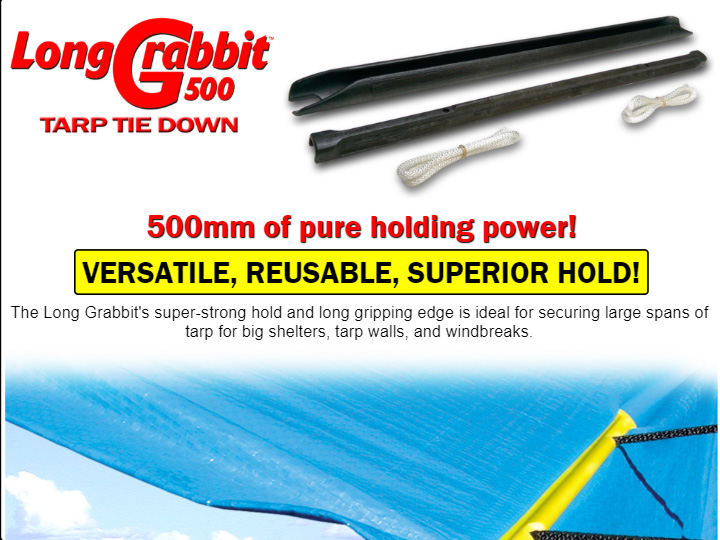 Long Grabbit™
500
TARP TIE DOWN
500mm of pure holding power!
VERSATILE, REUSABLE, SUPERIOR HOLD!
The Long Grabbit's super-strong hold and long gripping edge is ideal for securing large spans of
tarp for big shelters, tarp walls, and windbreaks.